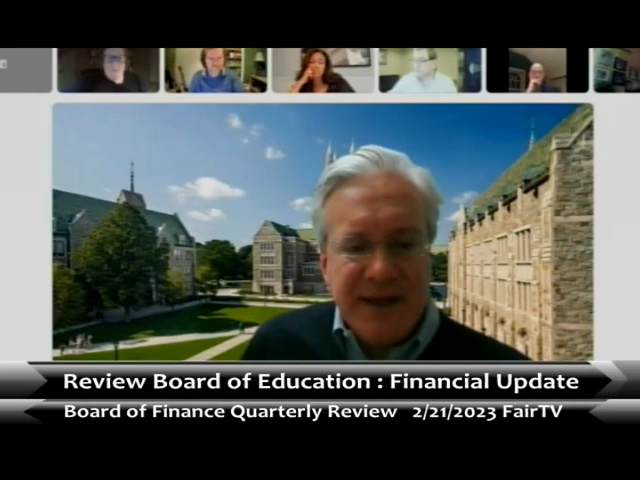 Review Board of Education : Financial Update
Board of Finance Quarterly Review 2/21/2023 FairTV